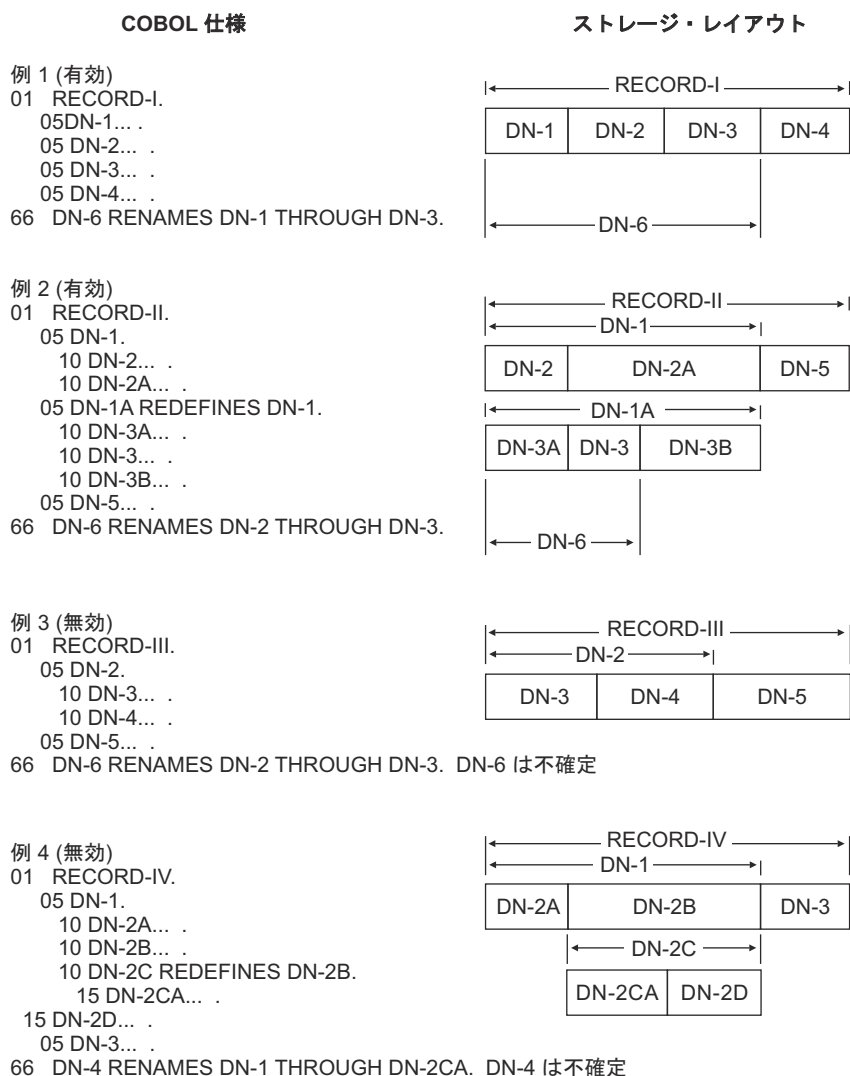 COBOL 仕様
ストレージ・レイアウト
例 1 (有効)
01 RECORD-I.
05DN-1... .
05 DN-2... .
05 DN-3... .
05 DN-4... .
66 DN-6 RENAMES DN-1 THROUGH DN-3.
RECORD-I
DN-1 DN-2 DN-3 DN-4
DN-6
例 2 (有効)
01 RECORD-II.
05 DN-1.
10 DN-2... .
10 DN-2A... .
05 DN-1A REDEFINES DN-1.
10 DN-3A... .
10 DN-3... .
10 DN-3B... .
05 DN-5... .
66 DN-6 RENAMES DN-2 THROUGH DN-3.
RECORD-II
DN-1
DN-2 DN-2A DN-5
DN-1A
DN-3A DN-3 DN-3B
DN-6
例 3 (無効)
01 RECORD-III.
05 DN-2.
10 DN-3... .
10 DN-4... .
05 DN-5... .
66 DN-6 RENAMES DN-2 THROUGH DN-3. DN-6 は不確定
RECORD-III
DN-2
DN-3 DN-4 DN-5
例 4 (無効)
01 RECORD-IV.
05 DN-1.
10 DN-2A... .
10 DN-2B... .
10 DN-2C REDEFINES DN-2B.
15 DN-2CA... .
15 DN-2D... .
05 DN-3... .
66 DN-4 RENAMES DN-1 THROUGH DN-2CA. DN-4 は不確定
RECORD-IV
DN-1
DN-2A DN-2B DN-3
DN-2C
DN-2CA DN-2D